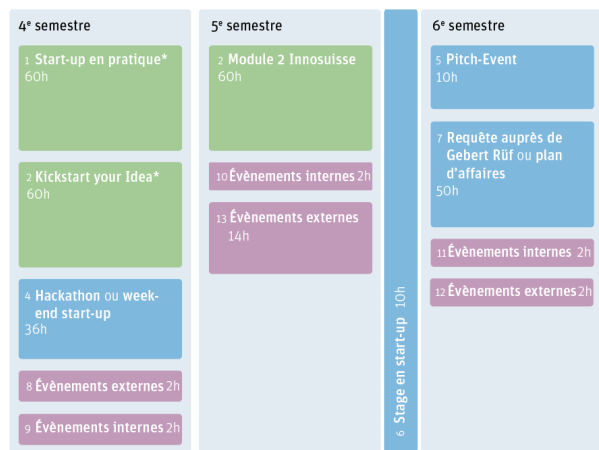 4e semestre
1 Start-up en pratique*
60h
2 Kickstart your Idea*
60h
4 Hackathon ou week-
end start-up
36h
8 Évènements externes 2h
9 Évènements internes 2h
5e semestre
2 Module 2 Innosuisse
60h
10 Évènements internes 2h
13 Évènements externes
14h
6 Stage en start-up 10h
6e semestre
5 Pitch-Event
10h
7 Requête auprès de
Gebert Rüf ou plan
d'affaires
50h
11 Évènements internes 2h
12 Évènements externes 2h